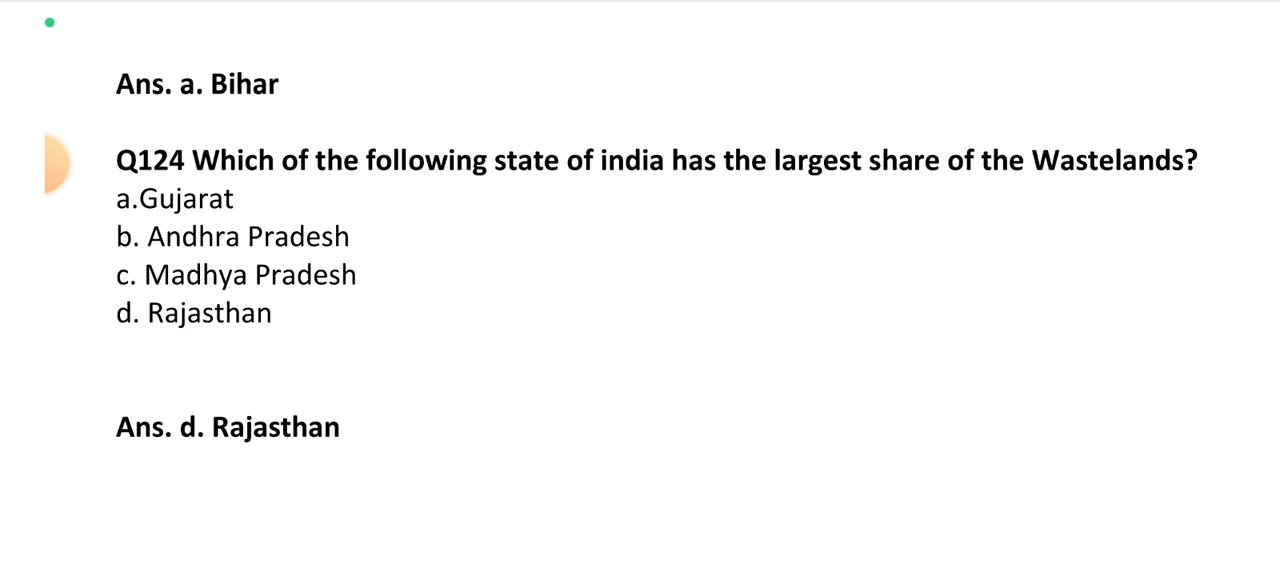 Ans. a. Bihar
Q124 Which of the following state of india has the largest share of the Wastelands?
a.Gujarat
b. Andhra Pradesh
c. Madhya Pradesh
d. Rajasthan
Ans. d. Rajasthan